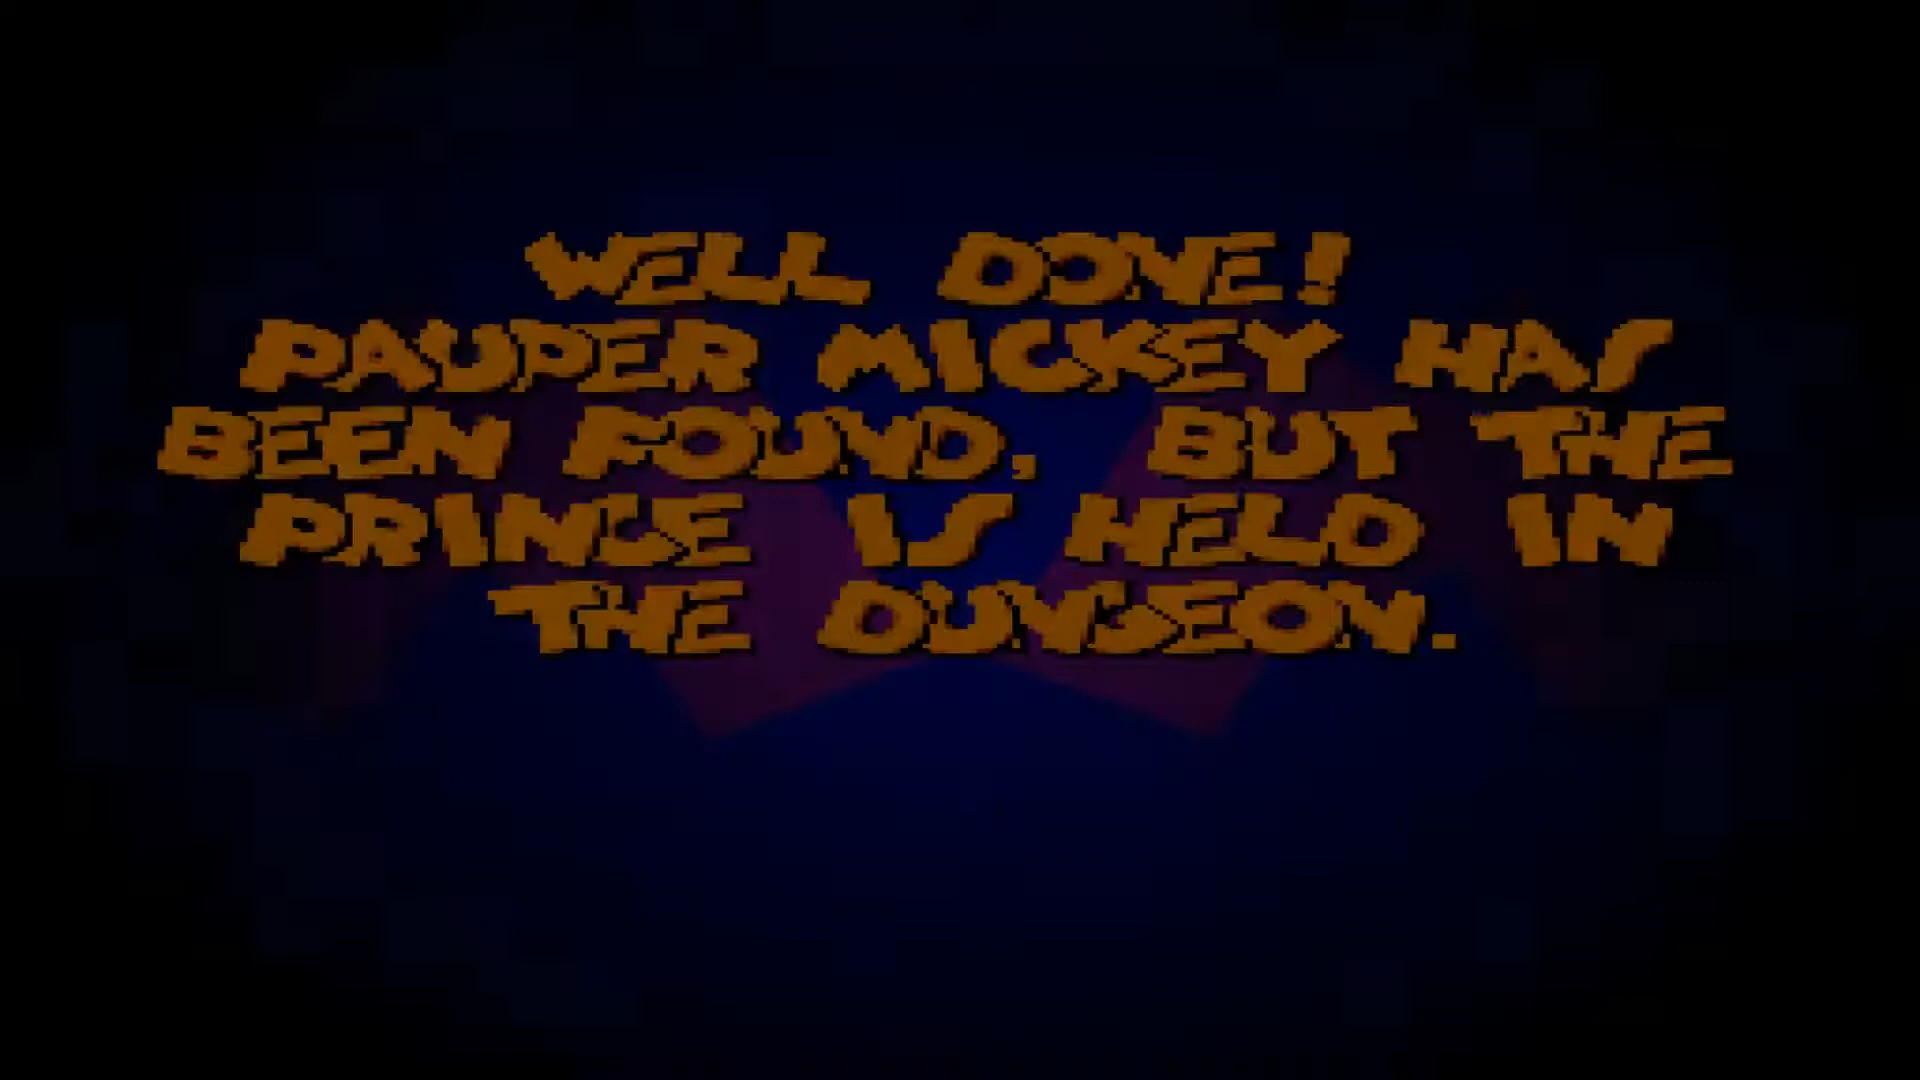 WELL DONE!
PAUPER MICKEY HAS
BEEN FOUND, BUT THE
PRINCE IS HELD IN
THE DUNGEON.